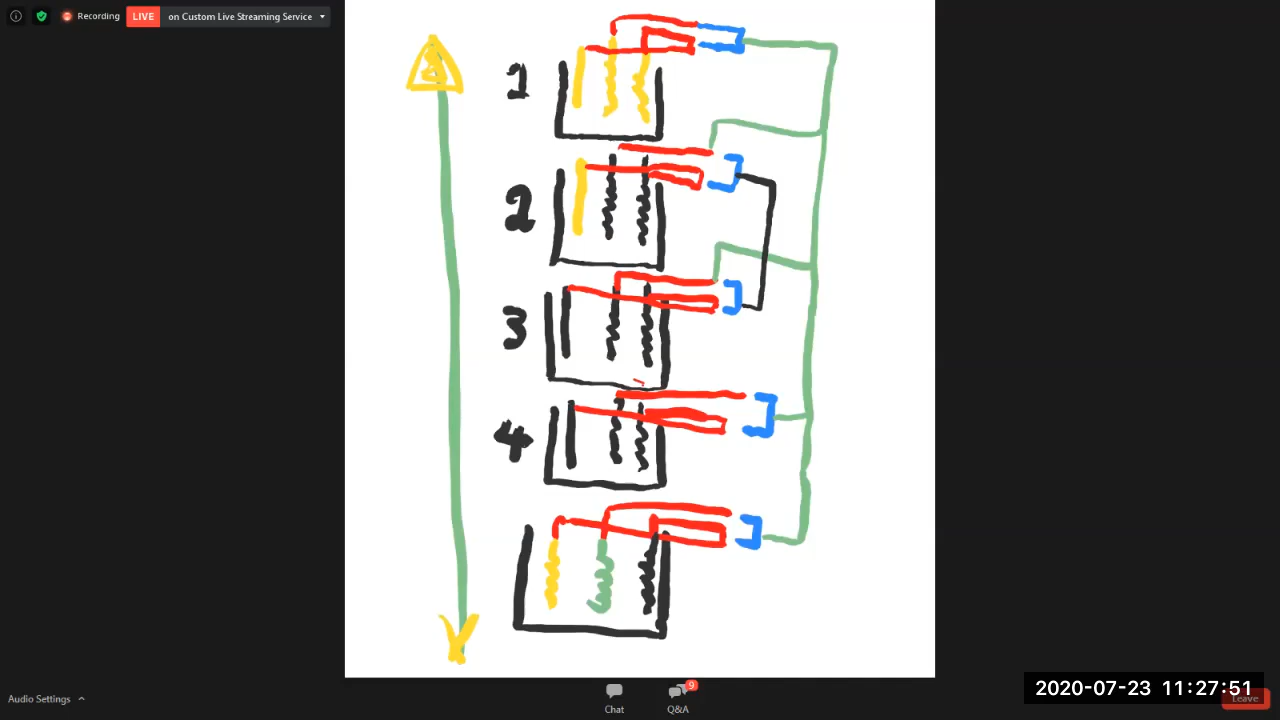 Recording LIVE on Custom Live Streaming Service
1
2
3
4
Audio Settings
Chat
Q&A
9
2020-07-23 11:27:51
Leave